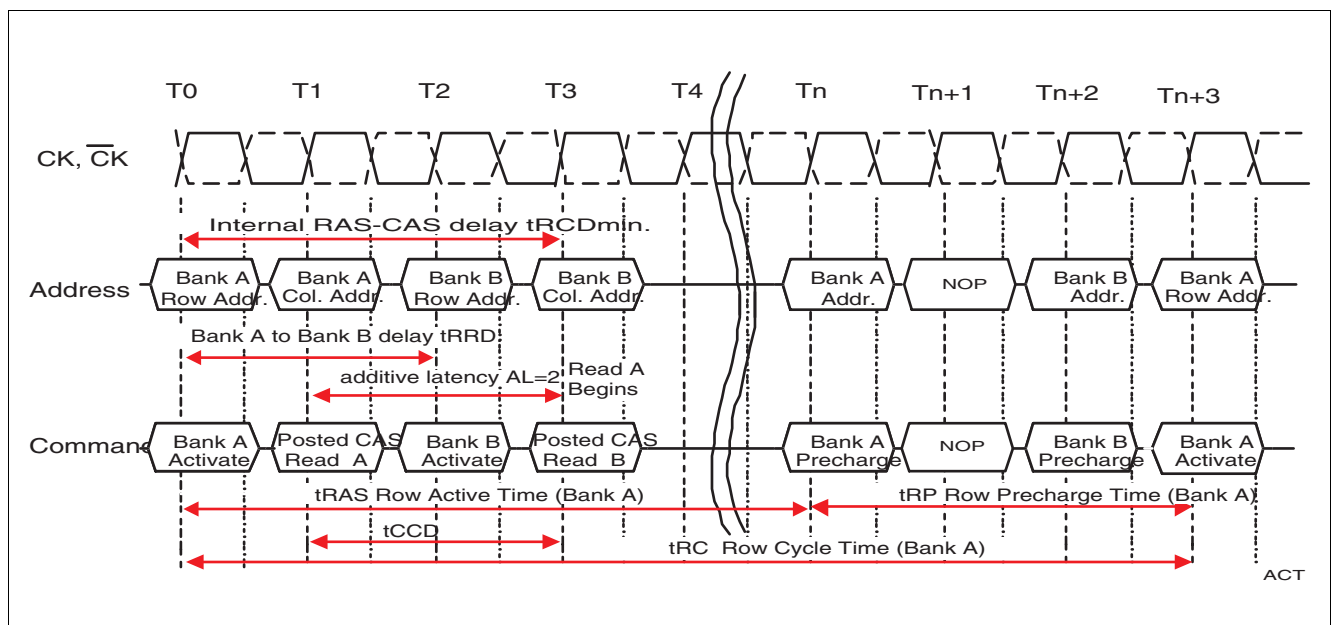 T0 T1 T2 T3 T4 Tn Tn+1 Tn+2 Tn+3
CK, C̅K̅
Internal RAS-CAS delay tRCDmin.
Address
Bank A
Row Addr.
Bank A
Col. Addr.
Bank B
Row Addr.
Bank B
Col. Addr.
Bank A
Addr.
NOP
Bank B
Addr.
Bank A
Row Addr.
Bank A to Bank B delay tRRD
additive latency AL=2
Read A
Begins
Command
Bank A
Activate
Posted CAS
Read A
Bank B
Activate
Posted CAS
Read B
Bank A
Precharge
NOP
Bank B
Precharge
Bank A
Activate
tRAS Row Active Time (Bank A)
tRP Row Precharge Time (Bank A)
tCCD
tRC Row Cycle Time (Bank A)
ACT